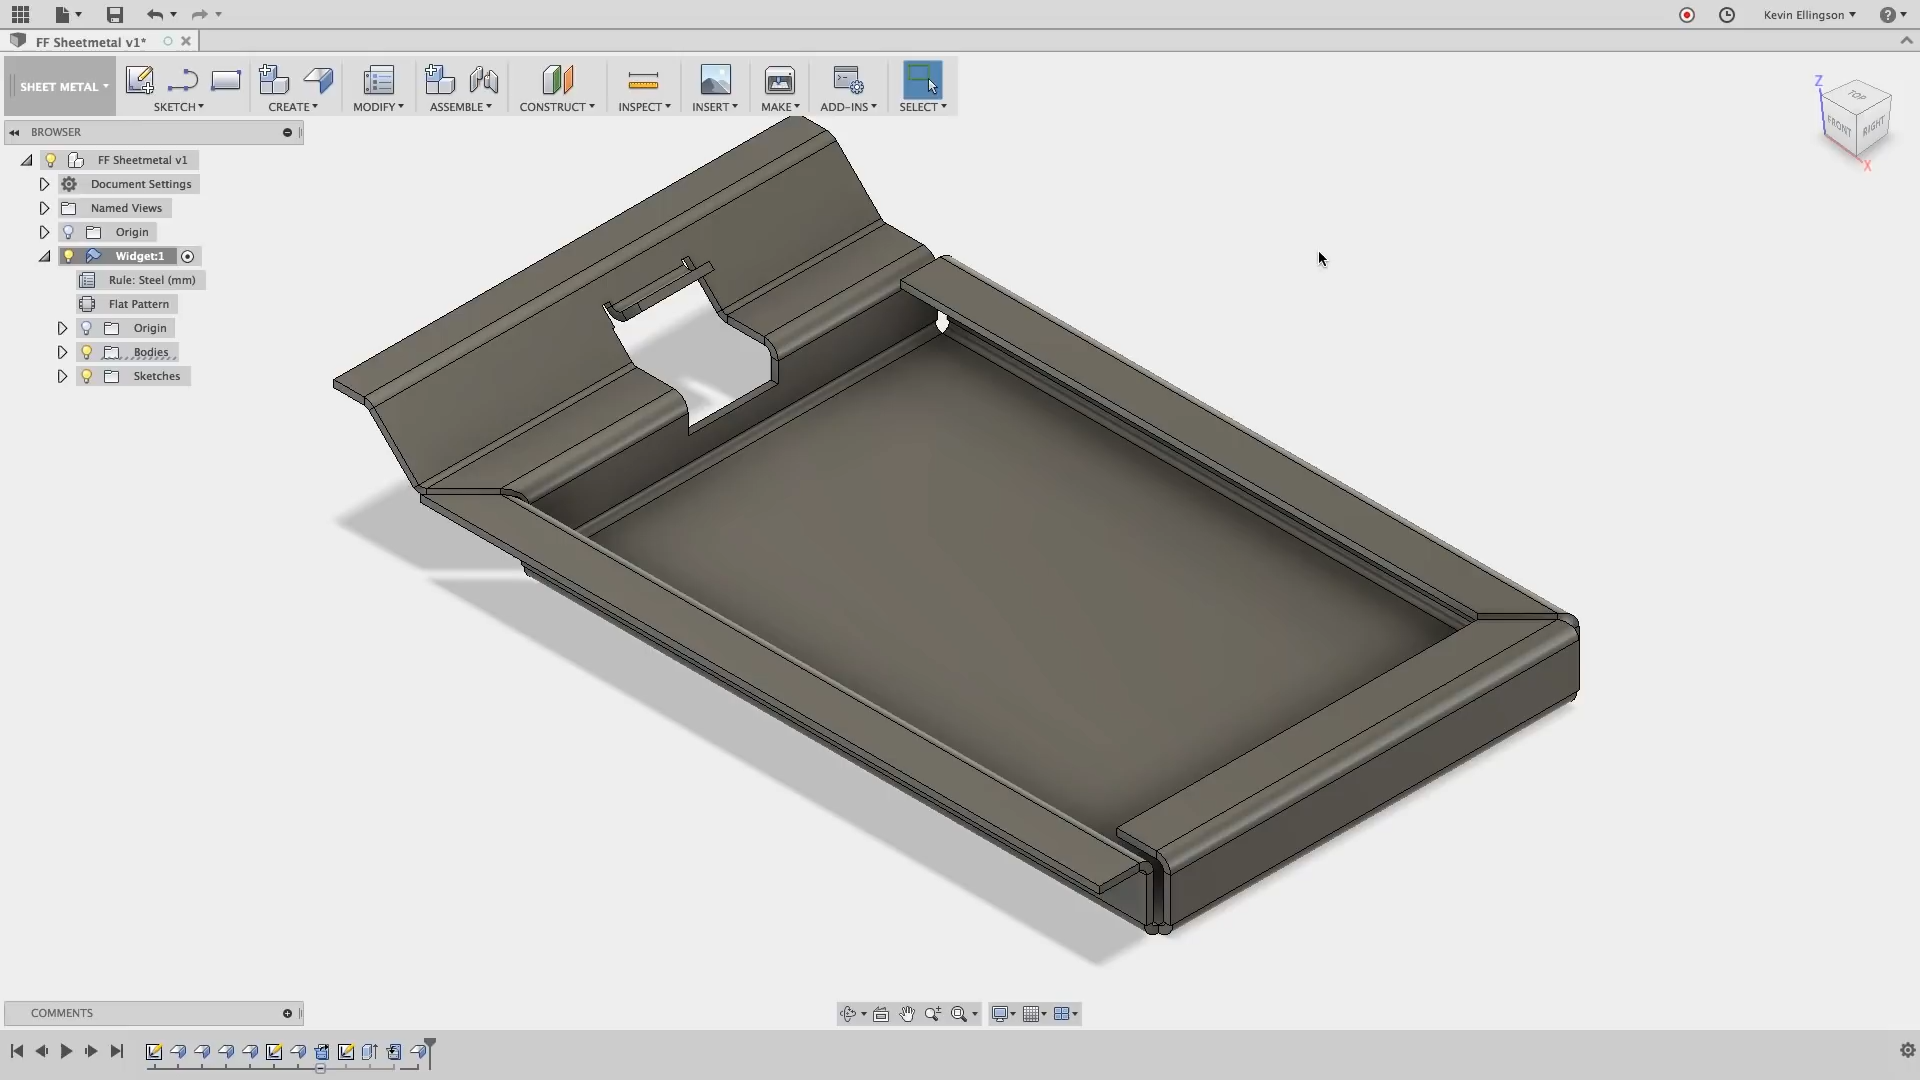 Kevin Ellingson
FF Sheetmetal v1*
SHEET METAL
SKETCH
CREATE
MODIFY
ASSEMBLE
CONSTRUCT
INSPECT
INSERT
MAKE
ADD-INS
SELECT
Z
TOP
FRONT
RIGHT
X
BROWSER
FF Sheetmetal v1
Document Settings
Named Views
Origin
Widget:1
Rule: Steel (mm)
Flat Pattern
Origin
Bodies
Sketches
COMMENTS